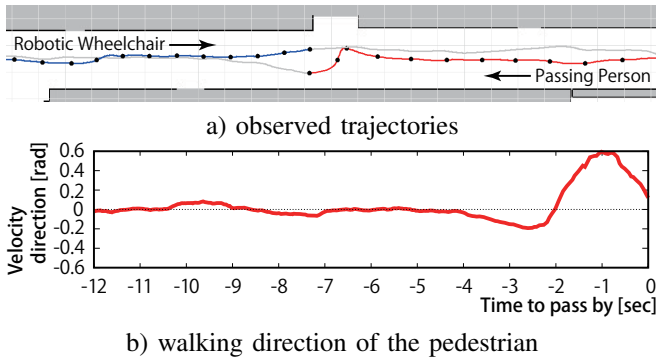 Robotic Wheelchair
Passing Person
a) observed trajectories
Velocity
direction [rad]
0.6
0.4
0.2
0
-0.2
-0.4
-0.6
-12 -11 -10 -9 -8 -7 -6 -5 -4 -3 -2 -1 0
Time to pass by [sec]
b) walking direction of the pedestrian